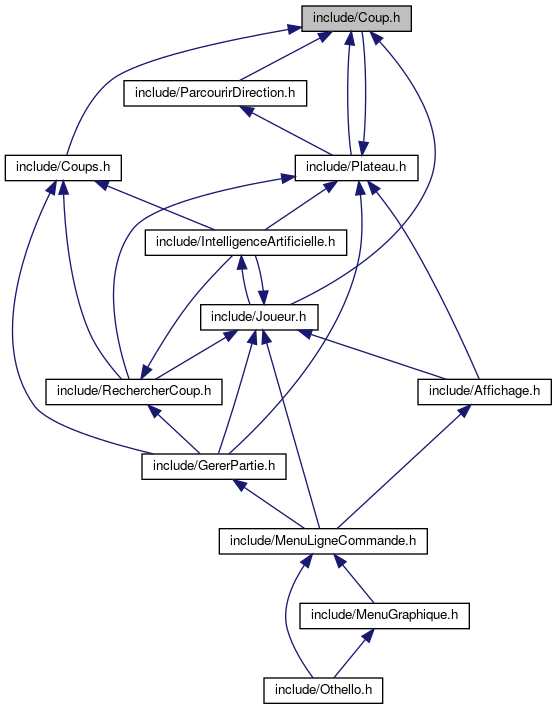 include/Coup.h
include/ParcourirDirection.h
include/Coups.h
include/Plateau.h
include/IntelligenceArtificielle.h
include/Joueur.h
include/RechercherCoup.h
include/Affichage.h
include/GererPartie.h
include/MenuLigneCommande.h
include/MenuGraphique.h
include/Othello.h